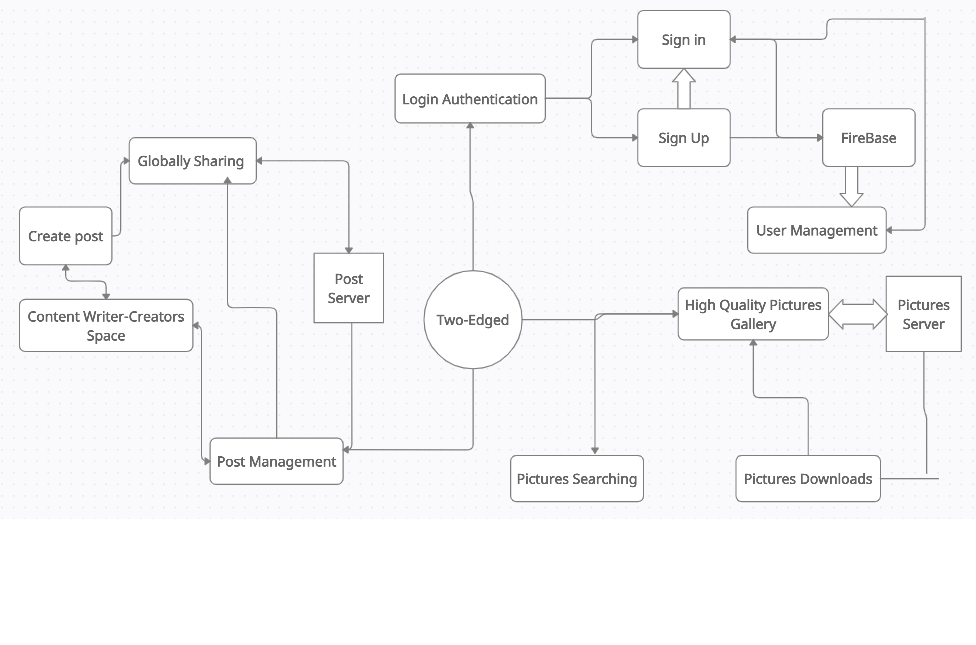 Sign in
Login Authentication
Sign Up
FireBase
Globally Sharing
Create post
User Management
Post
Server
Content Writer-Creators
Space
Two-Edged
High Quality Pictures
Gallery
Pictures
Server
Post Management
Pictures Searching
Pictures Downloads